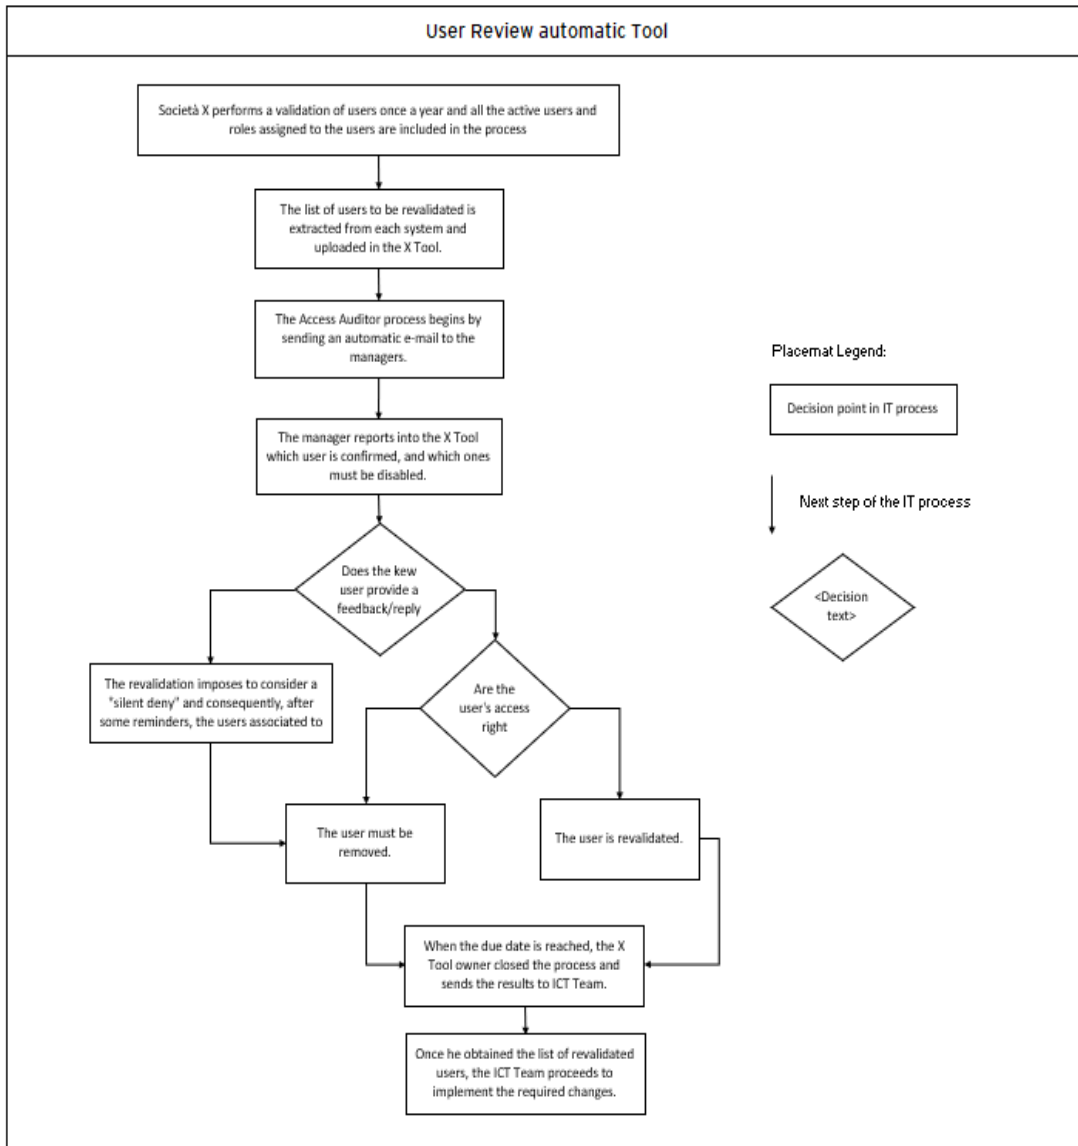 User Review automatic Tool
Società X performs a validation of users once a year and all the active users and
roles assigned to the users are included in the process
The list of users to be revalidated is
extracted from each system and
uploaded in the X Tool.
The Access Auditor process begins by
sending an automatic e-mail to the
managers.
The manager reports into the X Tool
which user is confirmed, and which ones
must be disabled.
Does the kew
user provide a
feedback/reply
The revalidation imposes to consider a
"silent deny" and consequently, after
some reminders, the users associated to
Are the
user's access
right
The user must be
removed.
The user is revalidated.
When the due date is reached, the X
Tool owner closed the process and
sends the results to ICT Team.
Once he obtained the list of revalidated
users, the ICT Team proceeds to
implement the required changes.
Placemat Legend:
Decision point in IT process
Next step of the IT process
<Decision
text>